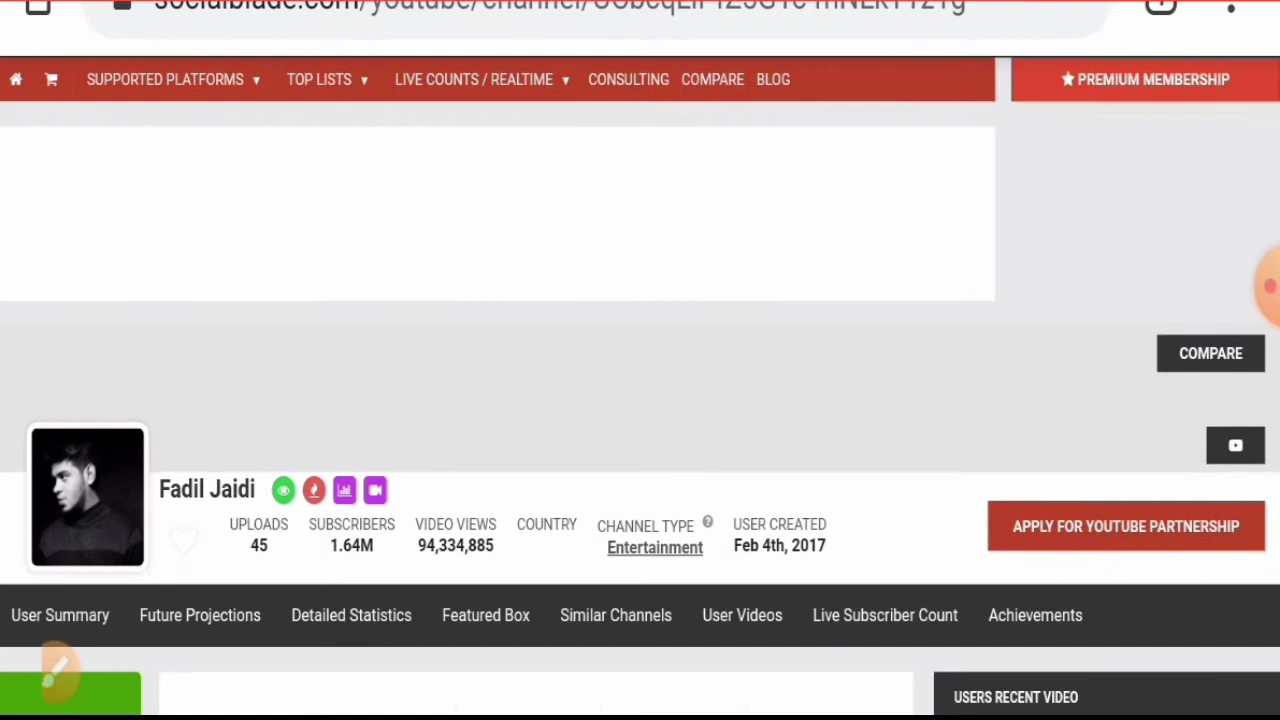 SUPPORTED PLATFORMS ▾ TOP LISTS ▾ LIVE COUNTS / REALTIME ▾ CONSULTING COMPARE BLOG PREMIUM MEMBERSHIP
COMPARE
Fadil Jaidi
UPLOADS SUBSCRIBERS VIDEO VIEWS COUNTRY CHANNEL TYPE USER CREATED
45 1.64M 94,334,885 Entertainment Feb 4th, 2017
APPLY FOR YOUTUBE PARTNERSHIP
User Summary Future Projections Detailed Statistics Featured Box Similar Channels User Videos Live Subscriber Count Achievements
USERS RECENT VIDEO